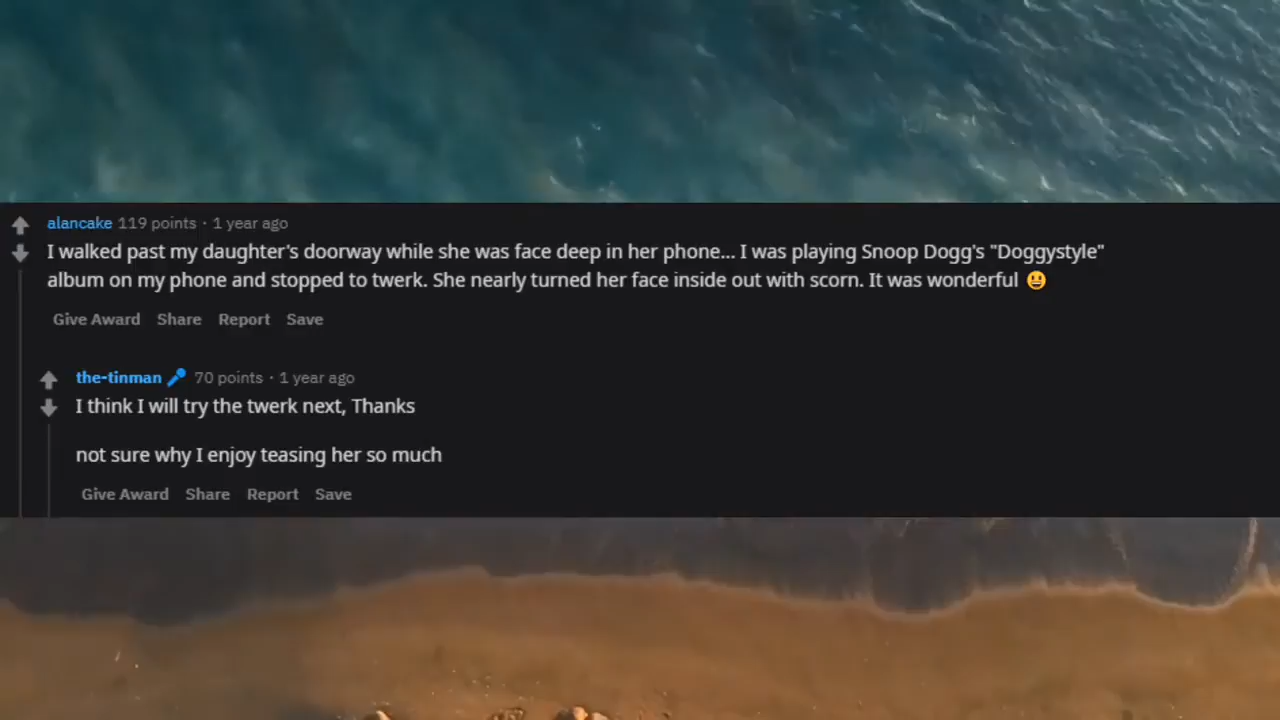 alancake 119 points · 1 year ago
I walked past my daughter's doorway while she was face deep in her phone... I was playing Snoop Dogg's "Doggystyle"
album on my phone and stopped to twerk. She nearly turned her face inside out with scorn. It was wonderful 😃
Give Award Share Report Save
the-tinman 🎤 70 points · 1 year ago
I think I will try the twerk next, Thanks
not sure why I enjoy teasing her so much
Give Award Share Report Save